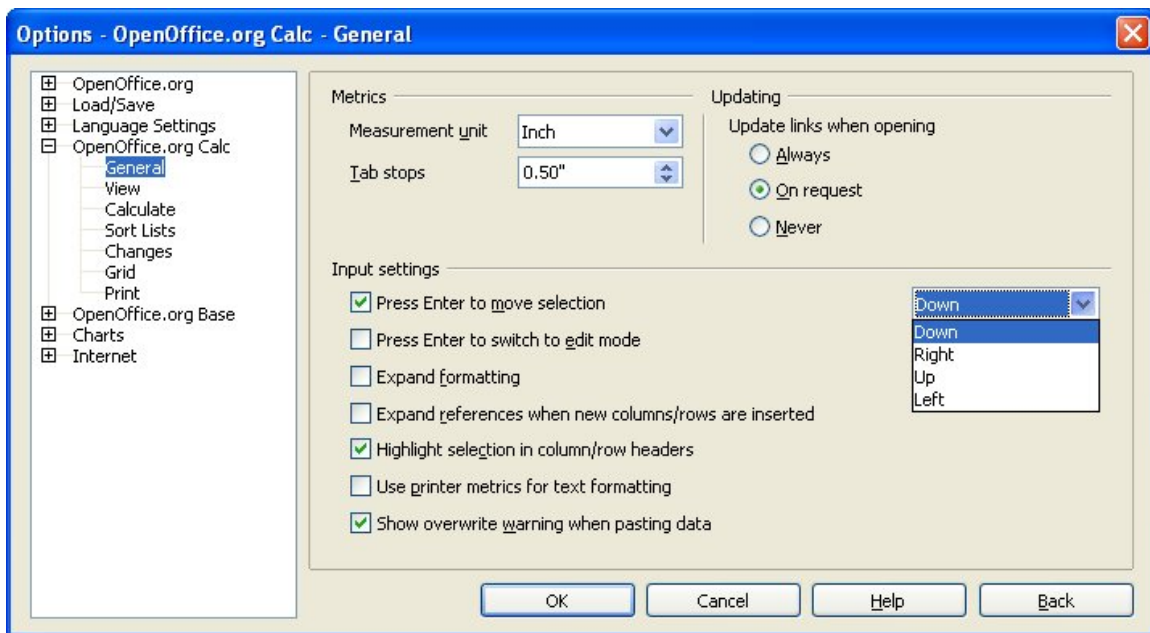 Options - OpenOffice.org Calc - General
OpenOffice.org
Load/Save
Language Settings
OpenOffice.org Calc
General
View
Calculate
Sort Lists
Changes
Grid
Print
OpenOffice.org Base
Charts
Internet
Metrics
Measurement unit Inch
Tab stops 0.50"
Updating
Update links when opening
Always
On request
Never
Input settings
Press Enter to move selection Down
Down
Right
Up
Left
Press Enter to switch to edit mode
Expand formatting
Expand references when new columns/rows are inserted
Highlight selection in column/row headers
Use printer metrics for text formatting
Show overwrite warning when pasting data
OK Cancel Help Back